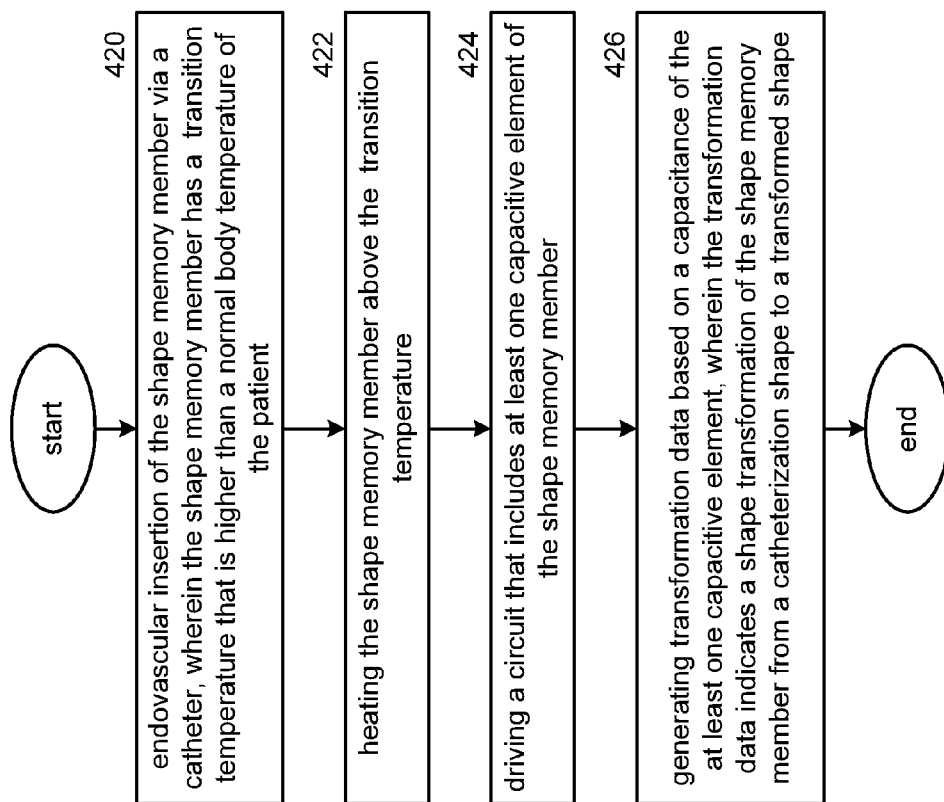 start
420
endovascular insertion of the shape memory member via a
catheter, wherein the shape memory member has a transition
temperature that is higher than a normal body temperature of
the patient
422
heating the shape memory member above the transition
temperature
424
driving a circuit that includes at least one capacitive element of
the shape memory member
426
generating transformation data based on a capacitance of the
at least one capacitive element, wherein the transformation
data indicates a shape transformation of the shape memory
member from a catheterization shape to a transformed shape
end